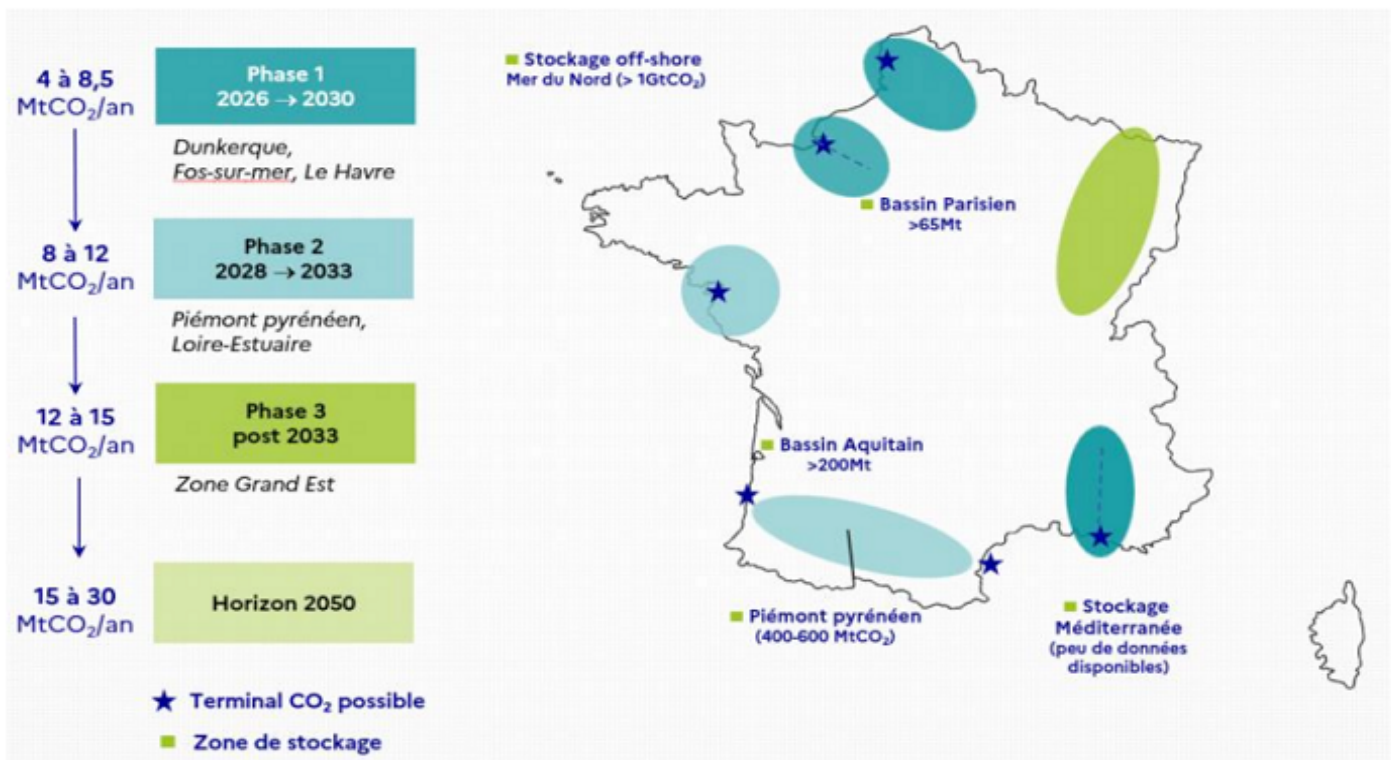 4 à 8,5
MtCO₂/an
Phase 1
2026 → 2030
Dunkerque,
Fos-sur-mer, Le Havre
8 à 12
MtCO₂/an
Phase 2
2028 → 2033
Piémont pyrénéen,
Loire-Estuaire
12 à 15
MtCO₂/an
Phase 3
post 2033
Zone Grand Est
15 à 30
MtCO₂/an
Horizon 2050
Terminal CO₂ possible
Zone de stockage
Stockage off-shore
Mer du Nord (> 1GtCO₂)
Bassin Parisien
>65Mt
Bassin Aquitain
>200Mt
Piémont pyrénéen
(400-600 MtCO₂)
Stockage
Méditerranée
(peu de données
disponibles)